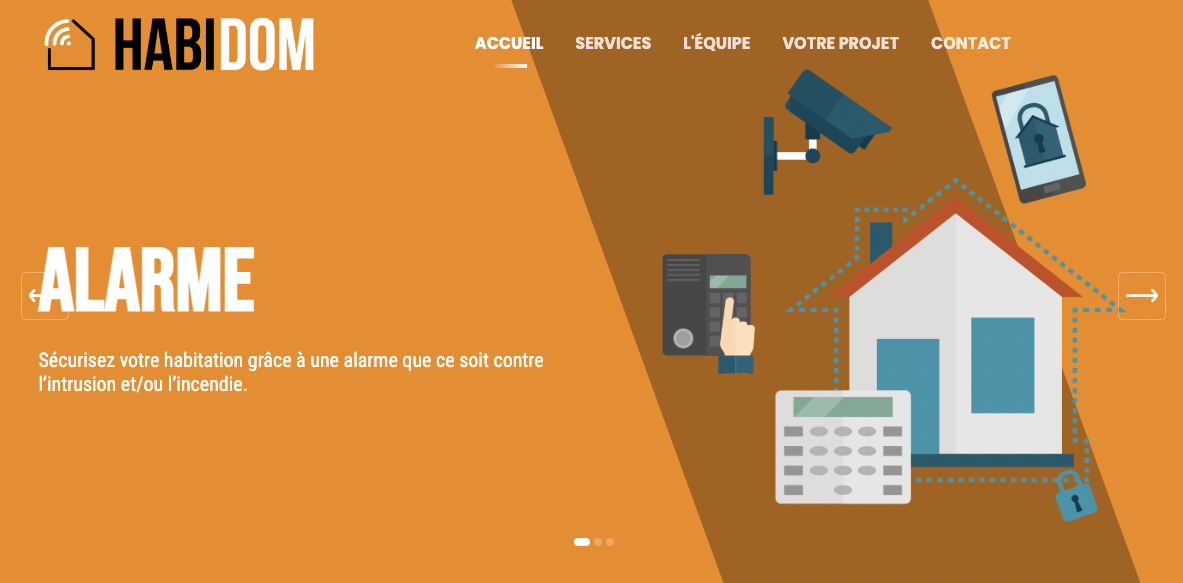 HABIDOM
ACCUEIL SERVICES L'ÉQUIPE VOTRE PROJET CONTACT
ALARME
Sécurisez votre habitation grâce à une alarme que ce soit contre
l'intrusion et/ou l'incendie.